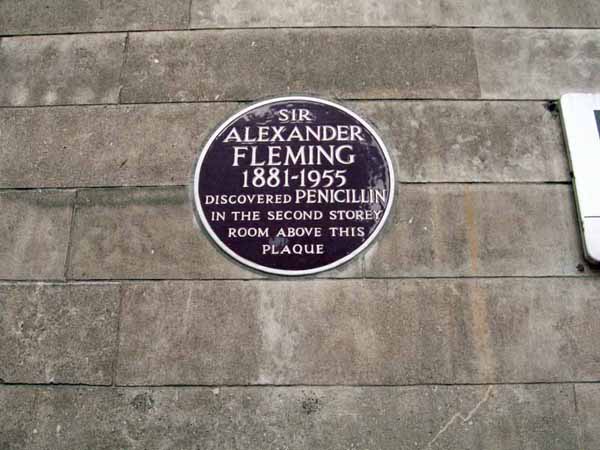 SIR
ALEXANDER
FLEMING
1881-1955
DISCOVERED PENICILLIN
IN THE SECOND STOREY
ROOM ABOVE THIS
PLAQUE